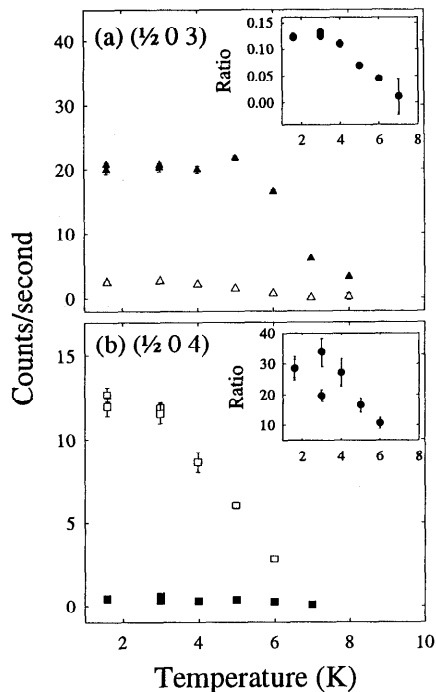 (a) (½ 0 3)
Ratio
0.15
0.10
0.05
0.00
2 4 6 8
40
30
20
10
0
Counts/second
(b) (½ 0 4)
Ratio
40
30
20
10
2 4 6 8
15
10
5
0
2 4 6 8 10
Temperature (K)